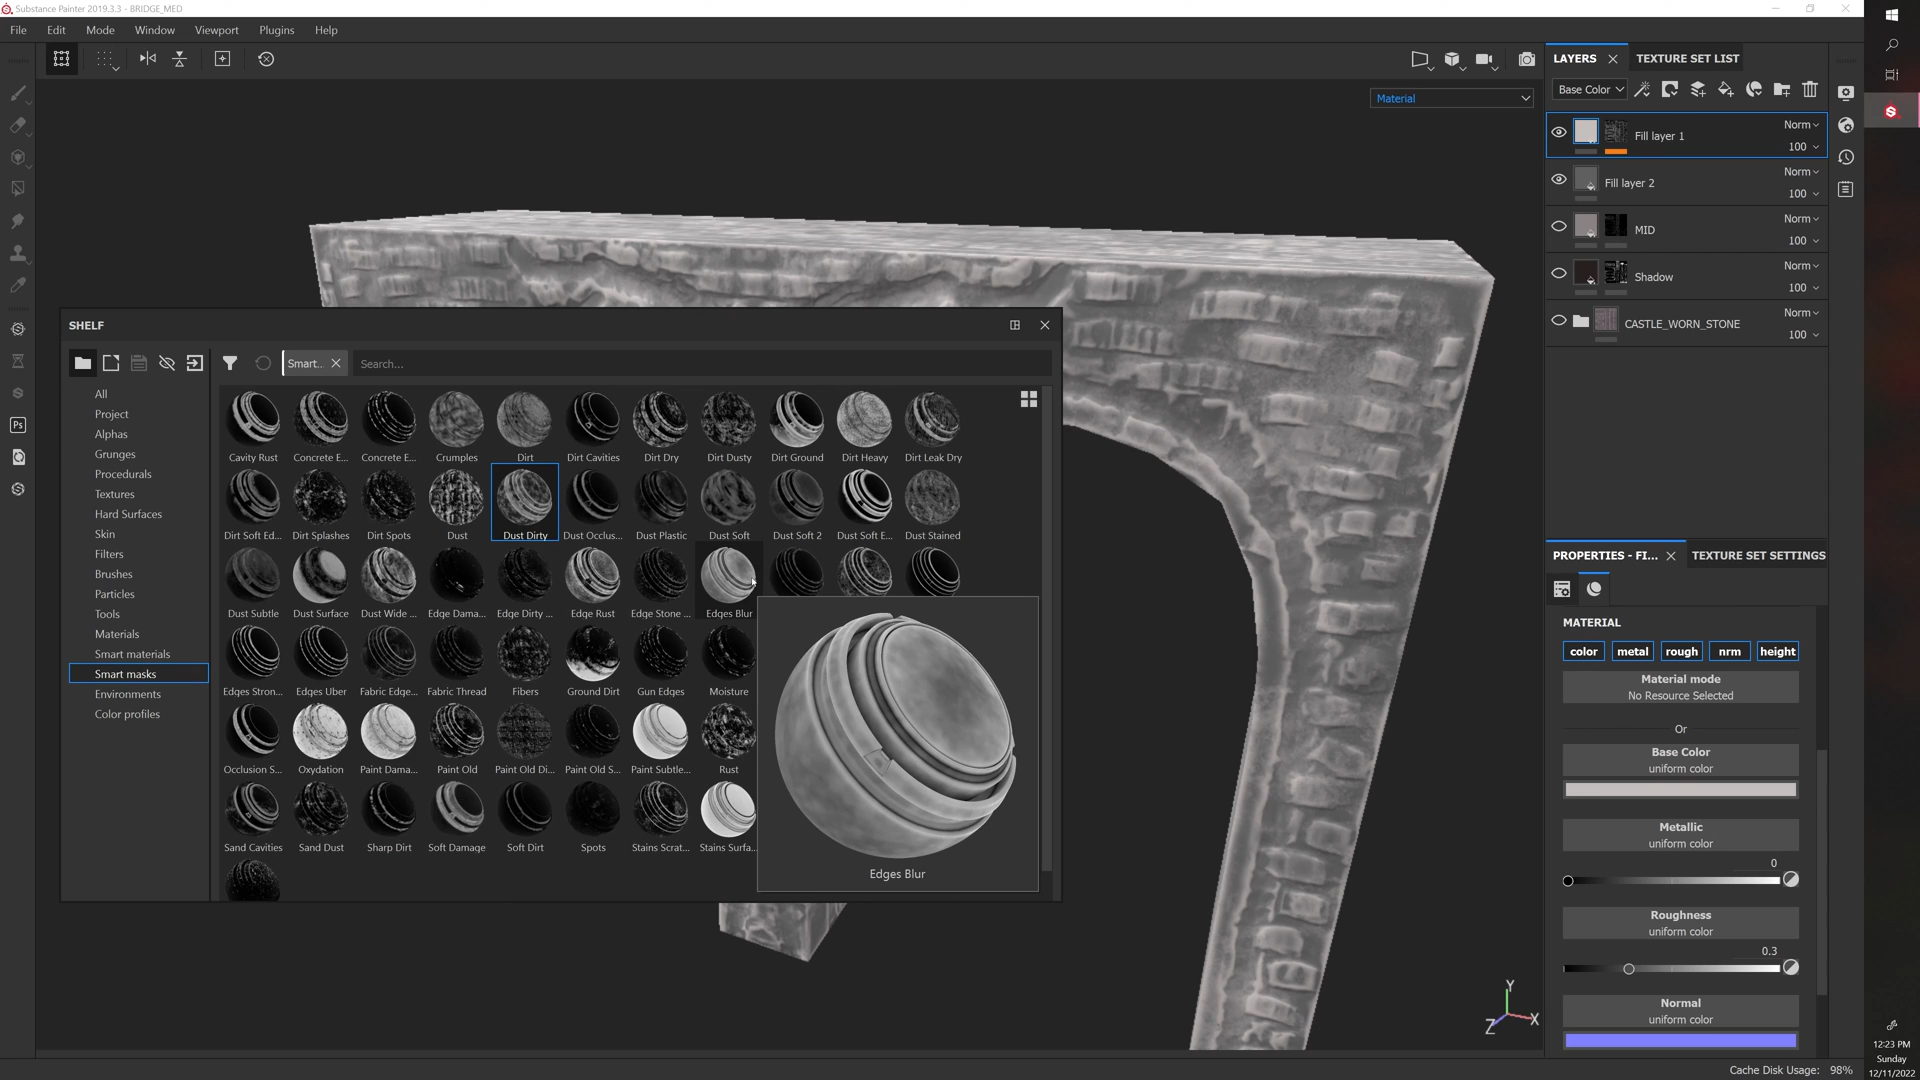 Substance Painter 2019.3.3 - BRIDGE_MED
File Edit Mode Window Viewport Plugins Help
Material
SHELF
Smart.. Search...
All
Project
Alphas
Grunges
Procedurals
Textures
Hard Surfaces
Skin
Filters
Brushes
Particles
Tools
Materials
Smart materials
Smart masks
Environments
Color profiles
Cavity Rust Concrete E... Concrete E... Crumples Dirt Dirt Cavities Dirt Dry Dirt Dusty Dirt Ground Dirt Heavy Dirt Leak Dry
Dirt Soft Ed... Dirt Splashes Dirt Spots Dust Dust Dirty Dust Occlus... Dust Plastic Dust Soft Dust Soft 2 Dust Soft E... Dust Stained
Dust Subtle Dust Surface Dust Wide ... Edge Dama... Edge Dirty ... Edge Rust Edge Stone ... Edges Blur
Edges Stron... Edges Uber Fabric Edge... Fabric Thread Fibers Ground Dirt Gun Edges Moisture
Occlusion S... Oxydation Paint Dama... Paint Old Paint Old Di... Paint Old S... Paint Subtle... Rust
Sand Cavities Sand Dust Sharp Dirt Soft Damage Soft Dirt Spots Stains Scrat... Stains Surfa...
Edges Blur
Ps
Y
Z X
LAYERS TEXTURE SET LIST
Base Color
Fill layer 1 Norm
100
Fill layer 2 Norm
100
MID Norm
100
Shadow Norm
100
CASTLE_WORN_STONE Norm
100
PROPERTIES - FI... TEXTURE SET SETTINGS
MATERIAL
color metal rough nrm height
Material mode
No Resource Selected
Or
Base Color
uniform color
Metallic
uniform color
0
Roughness
uniform color
0.3
Normal
uniform color
Cache Disk Usage: 98%
12:23 PM
Sunday
12/11/2022